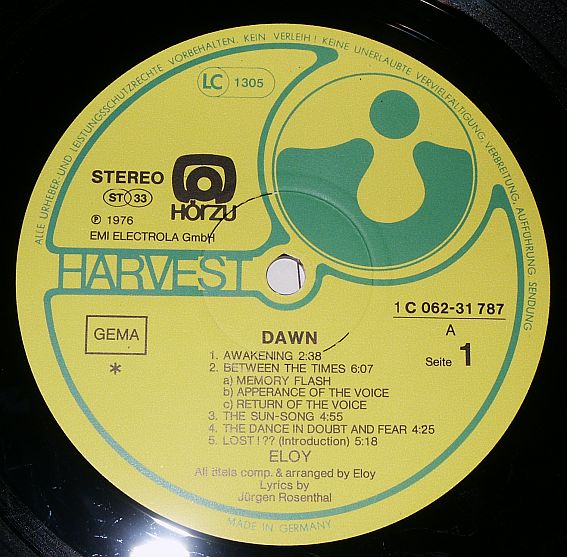 ALLE URHEBER- UND LEISTUNGSSCHUTZRECHTE VORBEHALTEN. KEIN VERLEIH! KEINE UNERLAUBTE VERVIELFÄLTIGUNG, VERBREITUNG, AUFFÜHRUNG, SENDUNG
LC 1305
STEREO
ST 33
HÖRZU
℗ 1976
EMI ELECTROLA GmbH
HARVEST
1 C 062-31 787
GEMA
A
*
Seite 1
DAWN
1. AWAKENING 2:38
2. BETWEEN THE TIMES 6:07
a) MEMORY FLASH
b) APPERANCE OF THE VOICE
c) RETURN OF THE VOICE
3. THE SUN-SONG 4:55
4. THE DANCE IN DOUBT AND FEAR 4:25
5. LOST!?? (Introduction) 5:18
ELOY
All titels comp. & arranged by Eloy
Lyrics by
Jürgen Rosenthal
MADE IN GERMANY